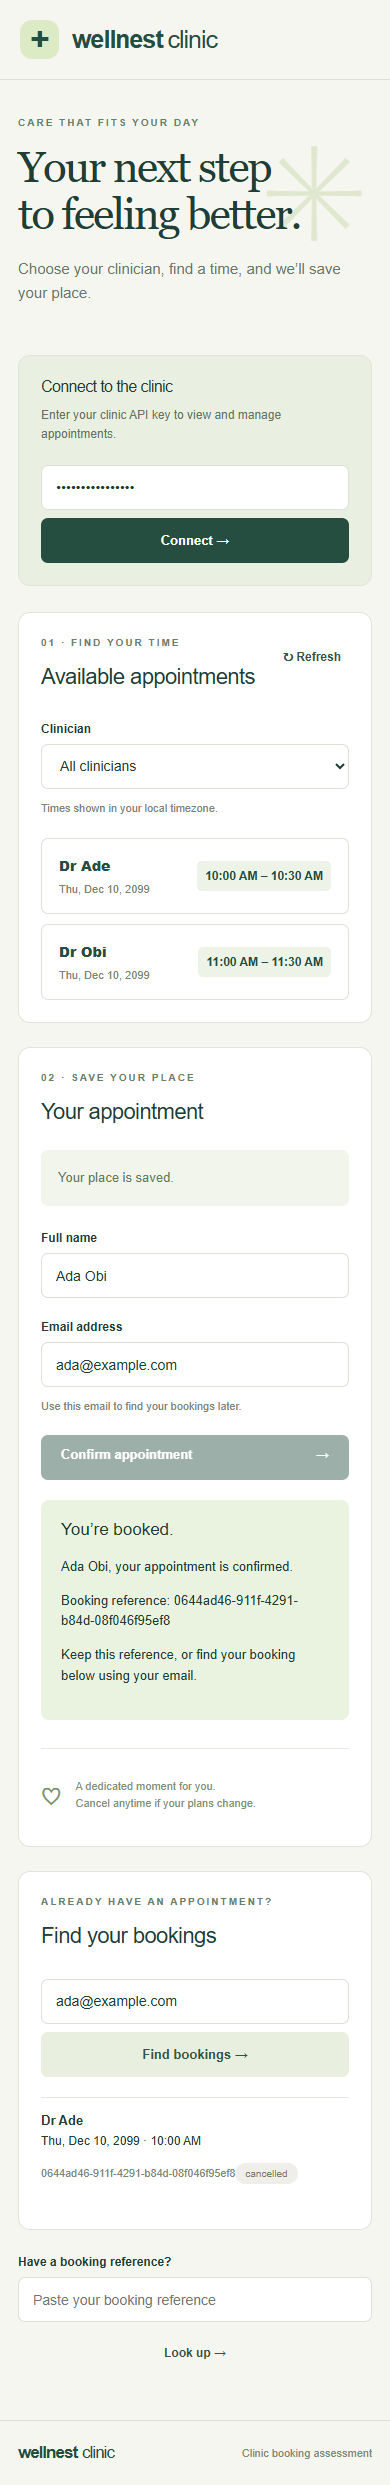 wellnest clinic
CARE THAT FITS YOUR DAY
Your next step
to feeling better.
Choose your clinician, find a time, and we’ll save
your place.
Connect to the clinic
Enter your clinic API key to view and manage
appointments.
••••••••••••••••
Connect →
01 · FIND YOUR TIME
Available appointments
↻ Refresh
Clinician
All clinicians
Times shown in your local timezone.
Dr Ade
Thu, Dec 10, 2099
10:00 AM – 10:30 AM
Dr Obi
Thu, Dec 10, 2099
11:00 AM – 11:30 AM
02 · SAVE YOUR PLACE
Your appointment
Your place is saved.
Full name
Ada Obi
Email address
ada@example.com
Use this email to find your bookings later.
Confirm appointment →
You’re booked.
Ada Obi, your appointment is confirmed.
Booking reference: 0644ad46-911f-4291-
b84d-08f046f95ef8
Keep this reference, or find your booking
below using your email.
A dedicated moment for you.
Cancel anytime if your plans change.
ALREADY HAVE AN APPOINTMENT?
Find your bookings
ada@example.com
Find bookings →
Dr Ade
Thu, Dec 10, 2099 · 10:00 AM
0644ad46-911f-4291-b84d-08f046f95ef8 cancelled
Have a booking reference?
Paste your booking reference
Look up →
wellnest clinic
Clinic booking assessment